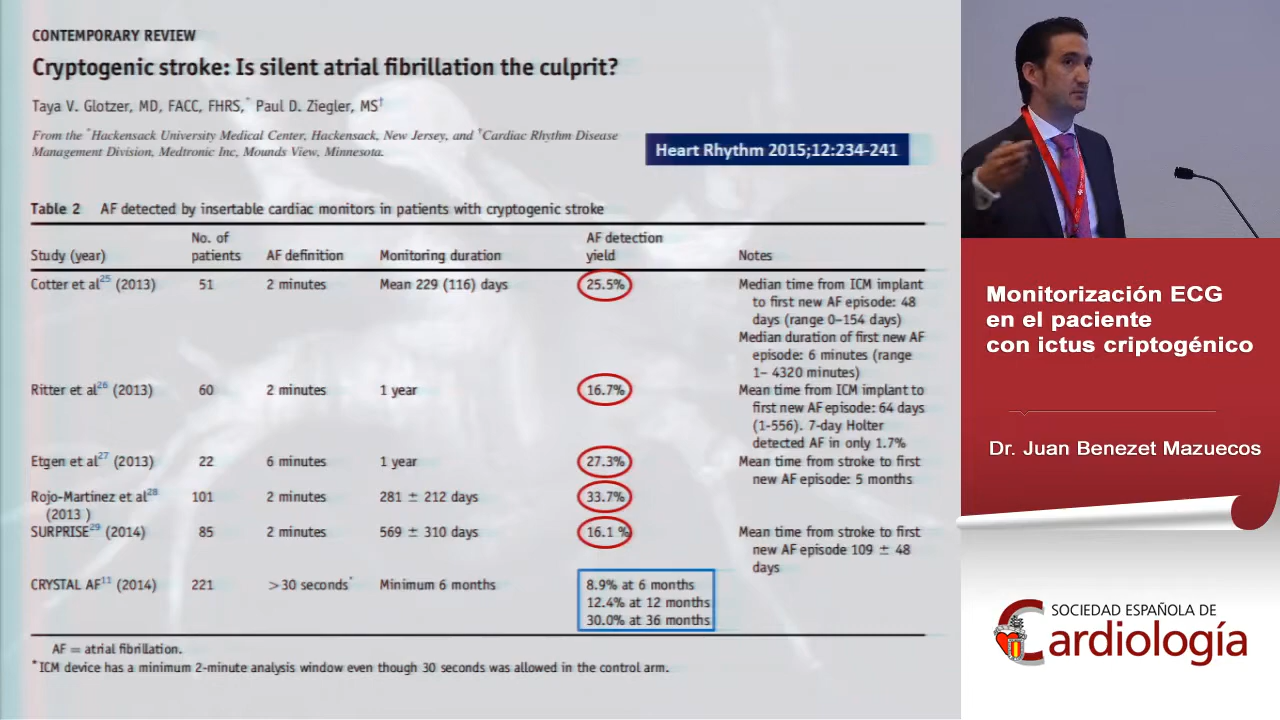 CONTEMPORARY REVIEW
Cryptogenic stroke: Is silent atrial fibrillation the culprit?
Taya V. Glotzer, MD, FACC, FHRS,* Paul D. Ziegler, MS†
From the *Hackensack University Medical Center, Hackensack, New Jersey, and †Cardiac Rhythm Disease
Management Division, Medtronic Inc, Mounds View, Minnesota.
Heart Rhythm 2015;12:234-241
Table 2 AF detected by insertable cardiac monitors in patients with cryptogenic stroke
Study (year) No. of patients AF definition Monitoring duration AF detection yield Notes
Cotter et al25 (2013) 51 2 minutes Mean 229 (116) days 25.5% Median time from ICM implant
to first new AF episode: 48
days (range 0–154 days)
Median duration of first new AF
episode: 6 minutes (range
1– 4320 minutes)
Ritter et al26 (2013) 60 2 minutes 1 year 16.7% Mean time from ICM implant to
first new AF episode: 64 days
(1-556). 7-day Holter
detected AF in only 1.7%
Etgen et al27 (2013) 22 6 minutes 1 year 27.3% Mean time from stroke to first
new AF episode: 5 months
Rojo-Martinez et al28 101 2 minutes 281 ± 212 days 33.7%
(2013 )
SURPRISE29 (2014) 85 2 minutes 569 ± 310 days 16.1 % Mean time from stroke to first
new AF episode 109 ± 48
days
CRYSTAL AF11 (2014) 221 >30 seconds* Minimum 6 months 8.9% at 6 months
12.4% at 12 months
30.0% at 36 months
AF = atrial fibrillation.
*ICM device has a minimum 2-minute analysis window even though 30 seconds was allowed in the control arm.
Monitorización ECG
en el paciente
con ictus criptogénico
Dr. Juan Benezet Mazuecos
SOCIEDAD ESPAÑOLA DE
Cardiología